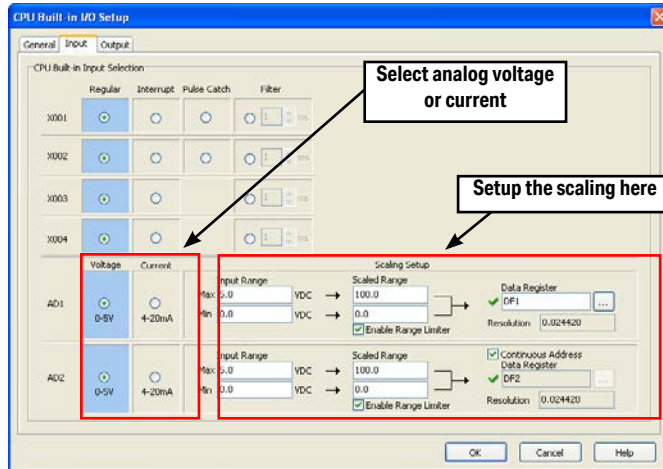 CPU Built-in I/O Setup
General Input Output
CPU Built-in Input Selection
Select analog voltage
or current
Regular Interrupt Pulse Catch Filter
X001 1 ms
X002 1 ms
Setup the scaling here
X003 1
X004 1
Voltage Current Scaling Setup
Input Range Scaled Range Data Register
AD1 Max 5.0 VDC 100.0 DF1 ...
0-5V 4-20mA Min 0.0 VDC 0.0 Resolution 0.024420
Enable Range Limiter
Input Range Scaled Range Continuous Address
Data Register
AD2 Max 5.0 VDC 100.0 DF2 ...
0-5V 4-20mA Min 0.0 VDC 0.0 Resolution 0.024420
Enable Range Limiter
OK Cancel Help